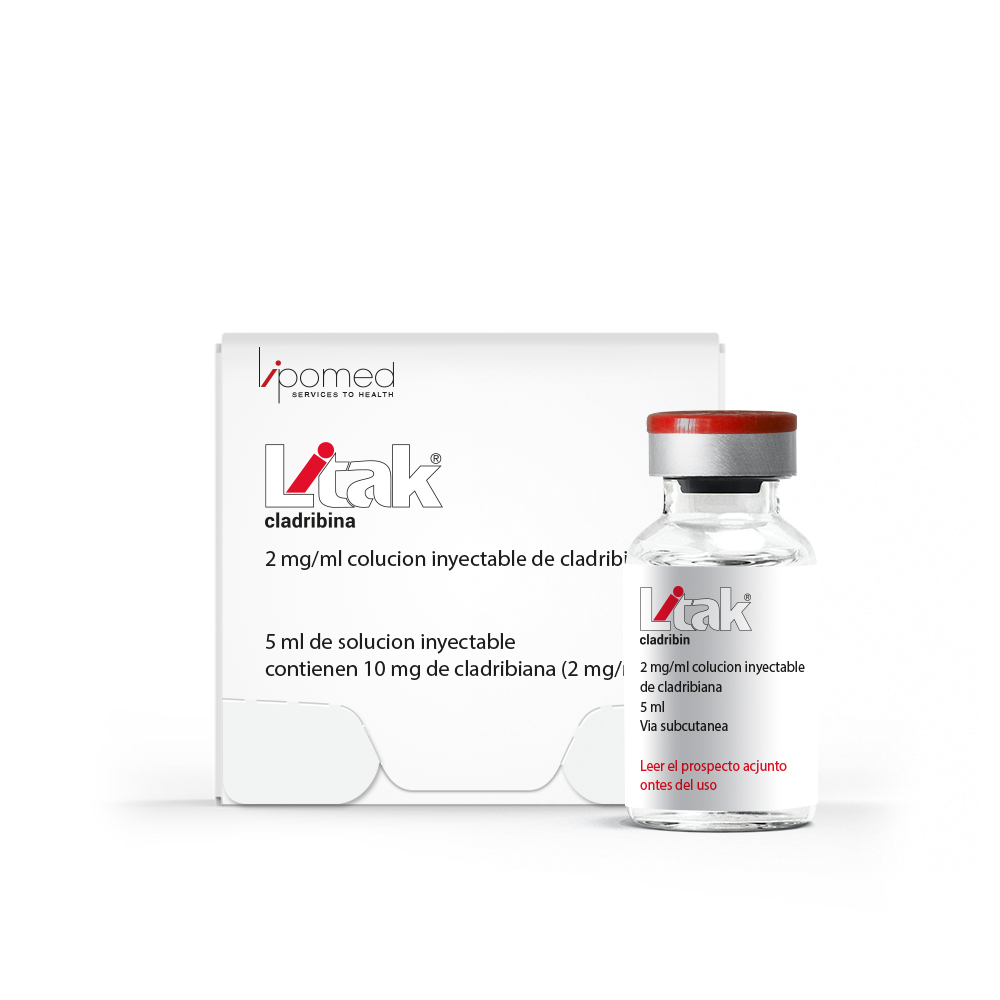 lipomed
SERVICES TO HEALTH
Litak®
cladribina
2 mg/ml colucion inyectable de
5 ml de solucion inyectable
contienen 10 mg de cladribiana (2
Litak®
cladribin
2 mg/ml colucion inyectable
de cladribiana
5 ml
Via subcutanea
Leer el prospecto acjunto
ontes del uso